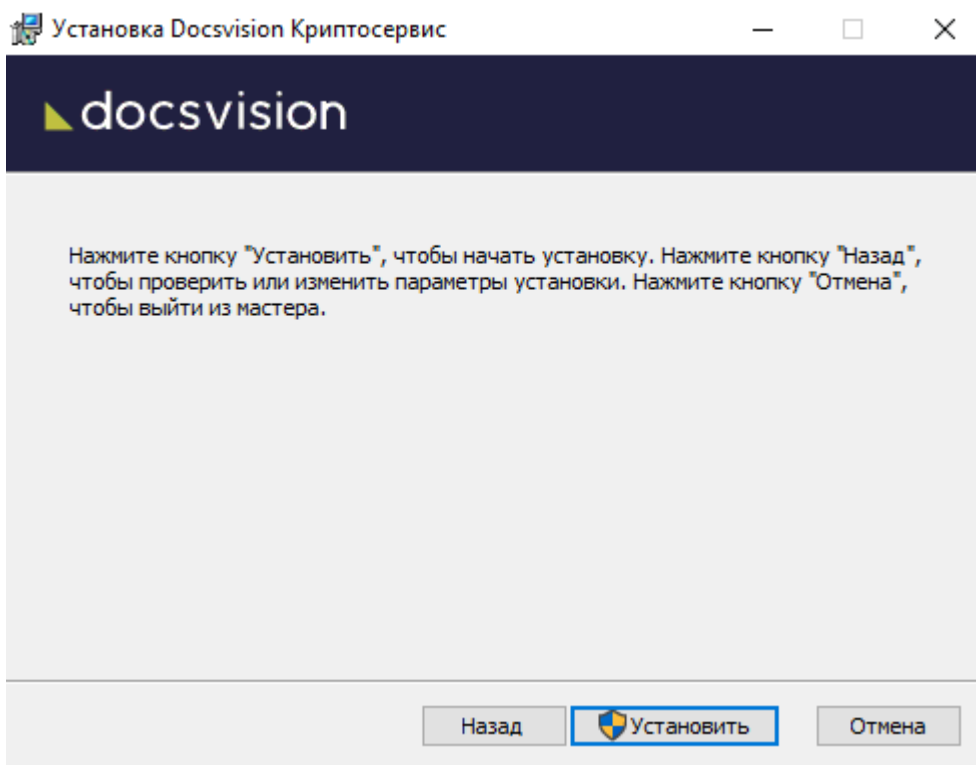 Установка Docsvision Криптосервис
docsvision
Нажмите кнопку "Установить", чтобы начать установку. Нажмите кнопку "Назад",
чтобы проверить или изменить параметры установки. Нажмите кнопку "Отмена",
чтобы выйти из мастера.
Назад
Установить
Отмена